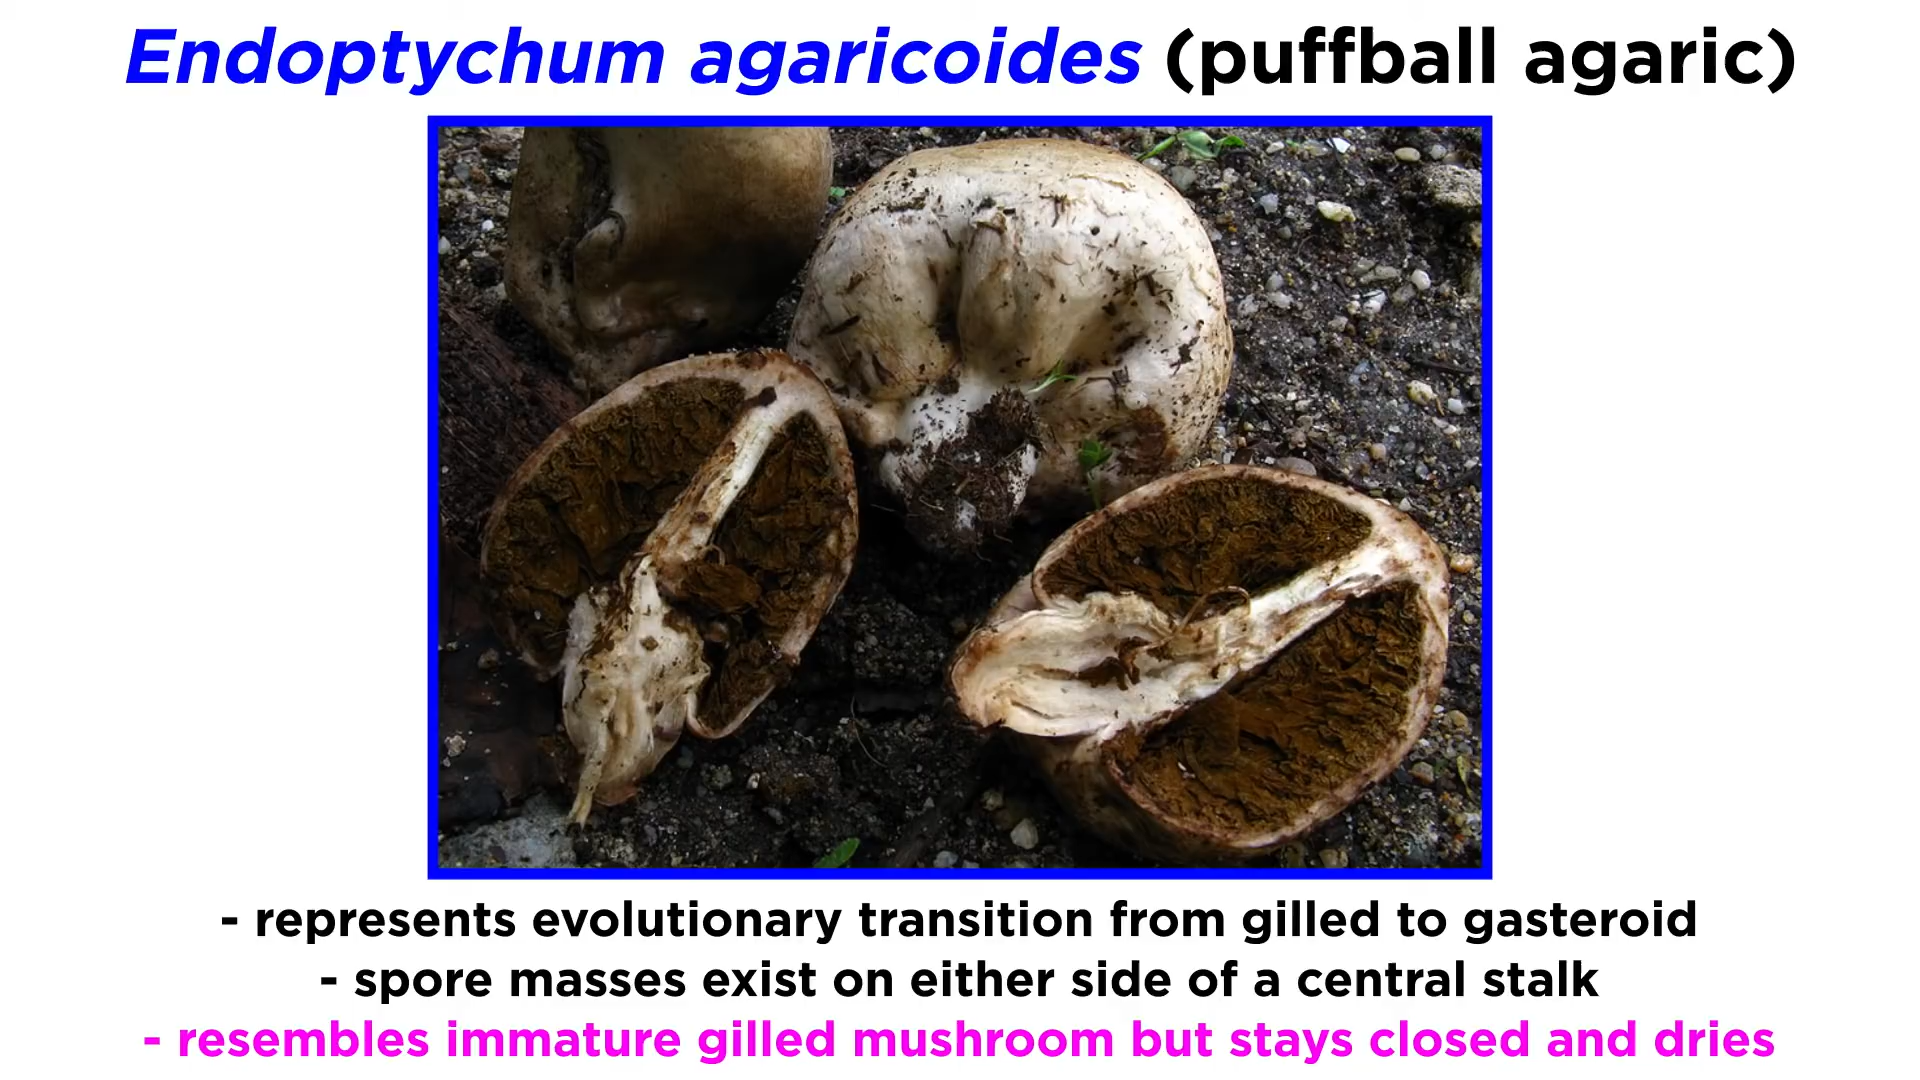 Endoptychum agaricoides (puffball agaric)
- represents evolutionary transition from gilled to gasteroid
- spore masses exist on either side of a central stalk
- resembles immature gilled mushroom but stays closed and dries